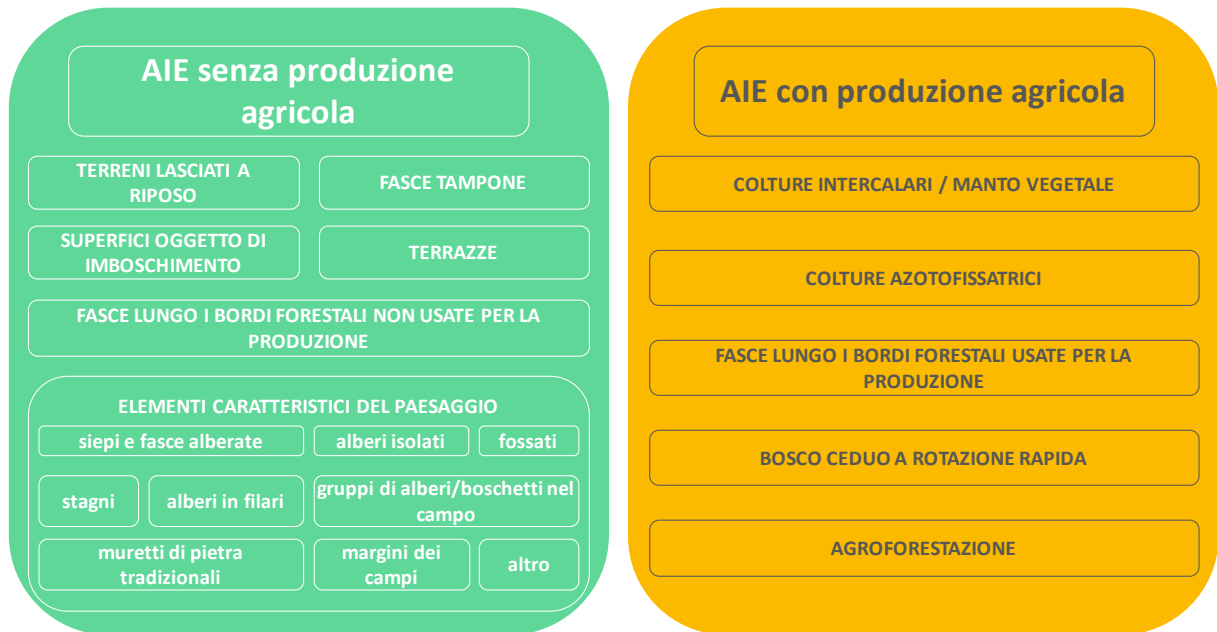 AIE senza produzione
agricola
TERRENI LASCIATI A
RIPOSO
FASCE TAMPONE
SUPERFICI OGGETTO DI
IMBOSCHIMENTO
TERRAZZE
FASCE LUNGO I BORDI FORESTALI NON USATE PER LA
PRODUZIONE
ELEMENTI CARATTERISTICI DEL PAESAGGIO
siepi e fasce alberate
alberi isolati
fossati
stagni
alberi in filari
gruppi di alberi/boschetti nel
campo
muretti di pietra
tradizionali
margini dei
campi
altro
AIE con produzione agricola
COLTURE INTERCALARI / MANTO VEGETALE
COLTURE AZOTOFISSATRICI
FASCE LUNGO I BORDI FORESTALI USATE PER LA
PRODUZIONE
BOSCO CEDUO A ROTAZIONE RAPIDA
AGROFORESTAZIONE